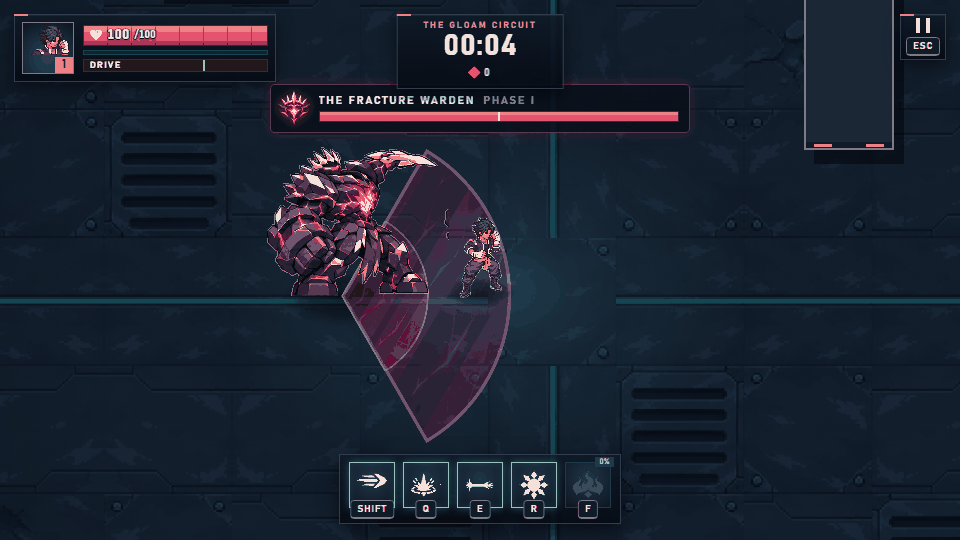 THE GLOAM CIRCUIT
00:04
0
100 /100
1
DRIVE
ESC
THE FRACTURE WARDEN PHASE I
0%
SHIFT
Q
E
R
F